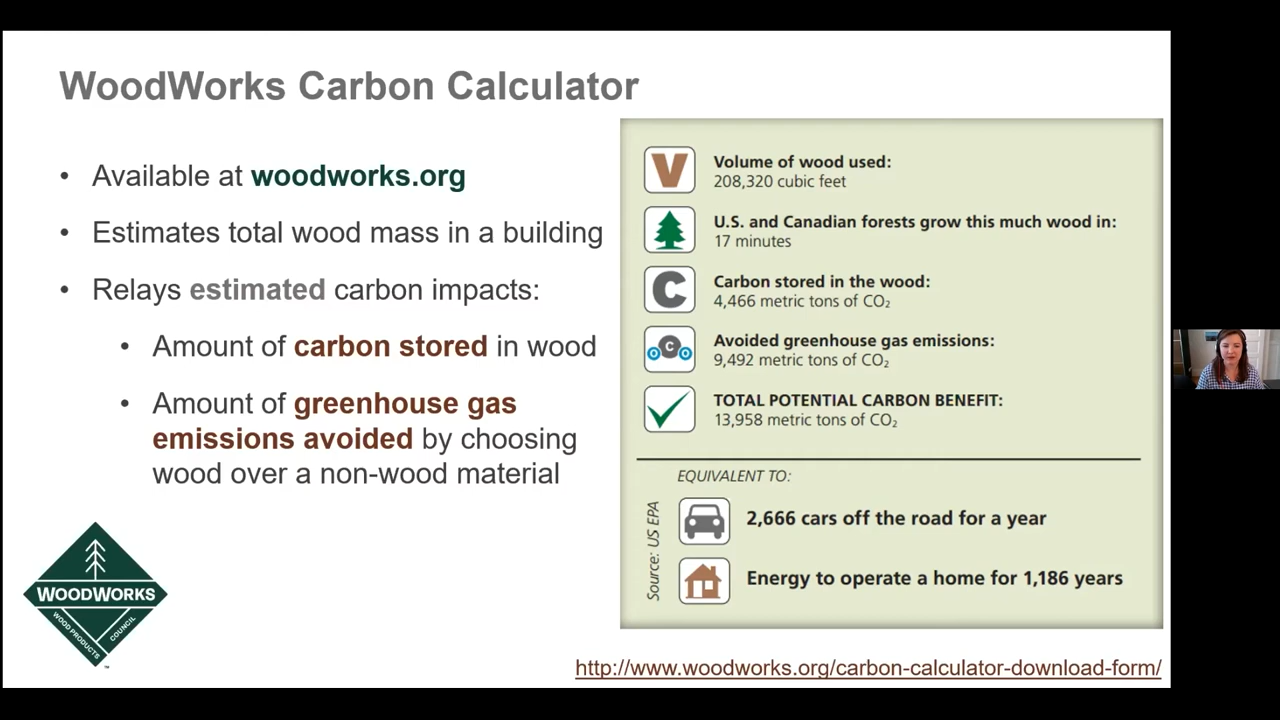 WoodWorks Carbon Calculator
• Available at woodworks.org
• Estimates total wood mass in a building
• Relays estimated carbon impacts:
• Amount of carbon stored in wood
• Amount of greenhouse gas
emissions avoided by choosing
wood over a non-wood material
WOODWORKS
WOOD PRODUCTS
COUNCIL
™
V
Volume of wood used:
208,320 cubic feet
U.S. and Canadian forests grow this much wood in:
17 minutes
C
Carbon stored in the wood:
4,466 metric tons of CO₂
O C O
Avoided greenhouse gas emissions:
9,492 metric tons of CO₂
TOTAL POTENTIAL CARBON BENEFIT:
13,958 metric tons of CO₂
EQUIVALENT TO:
Source: US EPA
2,666 cars off the road for a year
Energy to operate a home for 1,186 years
http://www.woodworks.org/carbon-calculator-download-form/